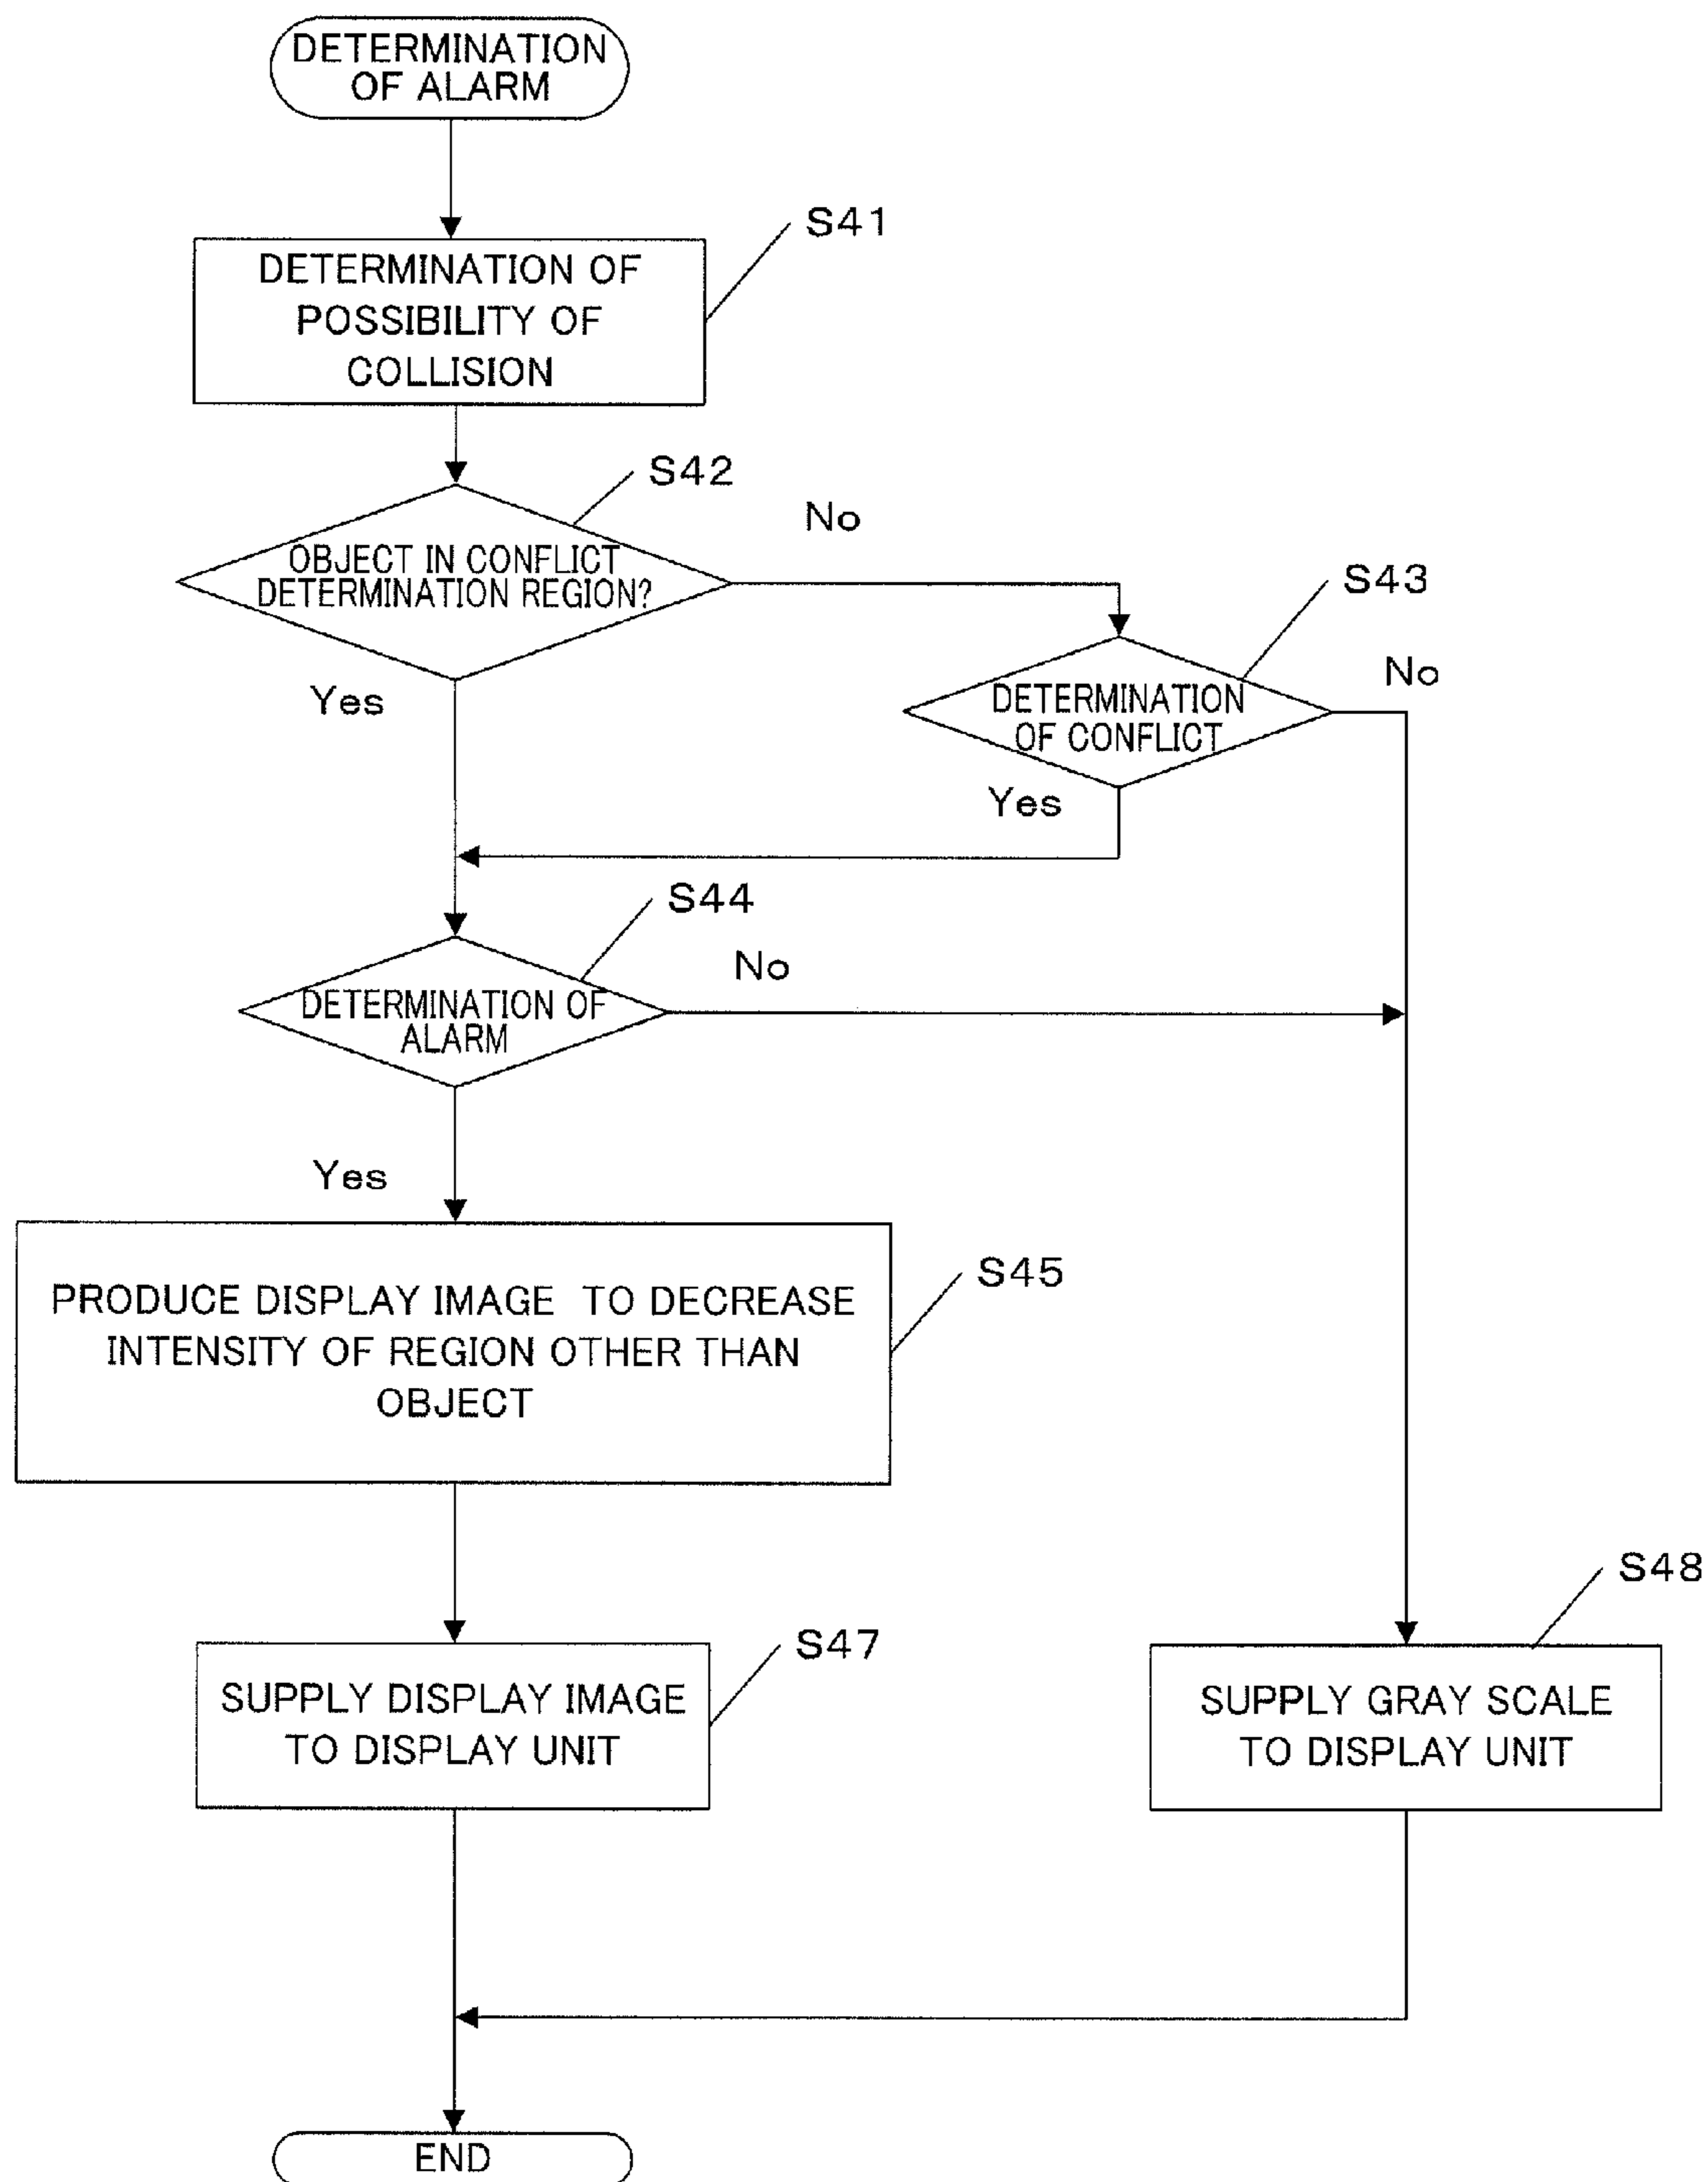 DETERMINATION
OF ALARM
S41
DETERMINATION OF
POSSIBILITY OF
COLLISION
S42
No
OBJECT IN CONFLICT
DETERMINATION REGION?
S43
No
Yes
DETERMINATION
OF CONFLICT
Yes
S44
No
DETERMINATION OF
ALARM
Yes
S45
PRODUCE DISPLAY IMAGE TO DECREASE
INTENSITY OF REGION OTHER THAN
OBJECT
S48
S47
SUPPLY DISPLAY IMAGE
TO DISPLAY UNIT
SUPPLY GRAY SCALE
TO DISPLAY UNIT
END